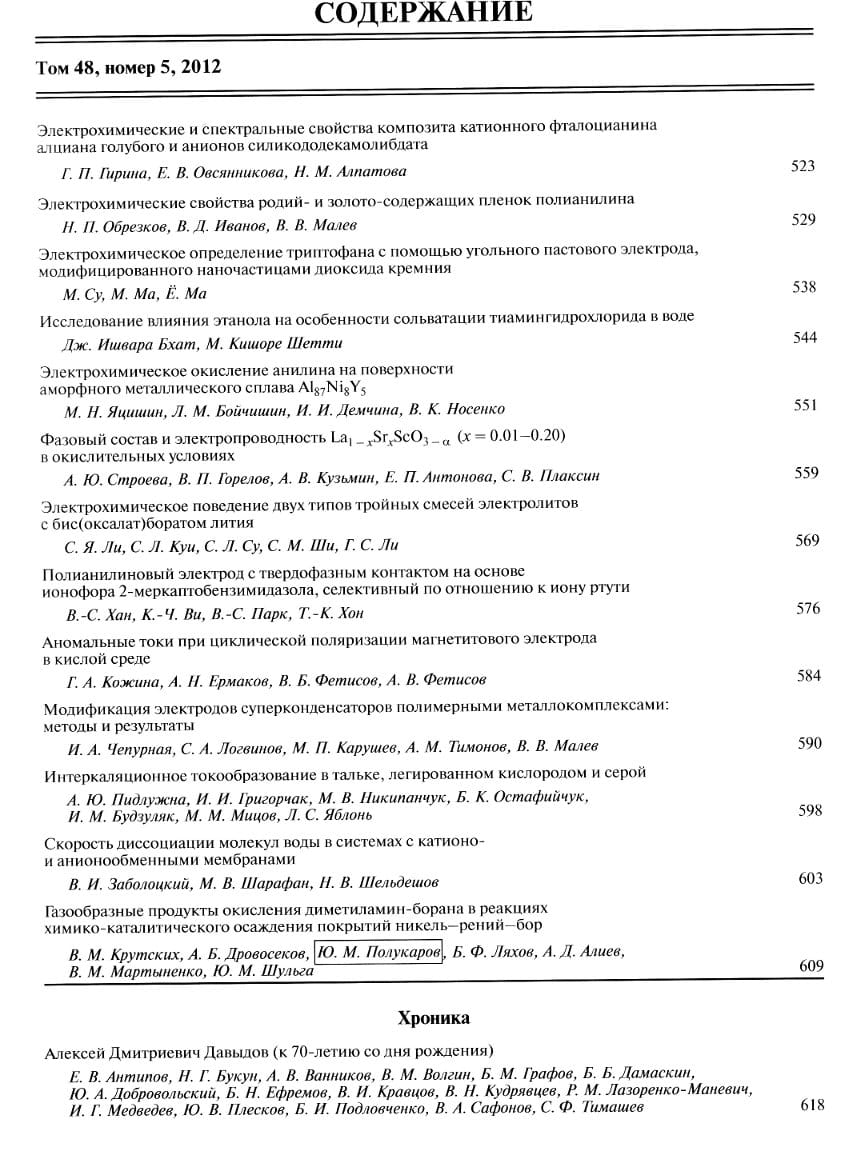 СОДЕРЖАНИЕ
Том 48, номер 5, 2012
Электрохимические и спектральные свойства композита катионного фталоцианина
алциана голубого и анионов силикододекамолибдата
Г. П. Гирина, Е. В. Овсянникова, Н. М. Алпатова 523
Электрохимические свойства родий- и золото-содержащих пленок полианилина
Н. П. Обрезков, В. Д. Иванов, В. В. Малев 529
Электрохимическое определение триптофана с помощью угольного пастового электрода,
модифицированного наночастицами диоксида кремния
М. Су, М. Ма, Ё. Ма 538
Исследование влияния этанола на особенности сольватации тиамингидрохлорида в воде
Дж. Ишвара Бхат, М. Кишоре Шетти 544
Электрохимическое окисление анилина на поверхности
аморфного металлического сплава Al₈₇Ni₈Y₅
М. Н. Яцишин, Л. М. Бойчишин, И. И. Демчина, В. К. Носенко 551
Фазовый состав и электропроводность La₁₋ₓSrₓScO₃₋α (x = 0.01–0.20)
в окислительных условиях
А. Ю. Строева, В. П. Горелов, А. В. Кузьмин, Е. П. Антонова, С. В. Плаксин 559
Электрохимическое поведение двух типов тройных смесей электролитов
с бис(оксалат)боратом лития
С. Я. Ли, С. Л. Куи, С. Л. Су, С. М. Ши, Г. С. Ли 569
Полианилиновый электрод с твердофазным контактом на основе
ионофора 2-меркаптобензимидазола, селективный по отношению к иону ртути
В.-С. Хан, К.-Ч. Ви, В.-С. Парк, Т.-К. Хон 576
Аномальные токи при циклической поляризации магнетитового электрода
в кислой среде
Г. А. Кожина, А. Н. Ермаков, В. Б. Фетисов, А. В. Фетисов 584
Модификация электродов суперконденсаторов полимерными металлокомплексами:
методы и результаты
И. А. Чепурная, С. А. Логвинов, М. П. Карушев, А. М. Тимонов, В. В. Малев 590
Интеркаляционное токообразование в тальке, легированном кислородом и серой
А. Ю. Пидлужна, И. И. Григорчак, М. В. Никипанчук, Б. К. Остафийчук,
И. М. Будзуляк, М. М. Мицов, Л. С. Яблонь 598
Скорость диссоциации молекул воды в системах с катионо-
и анионообменными мембранами
В. И. Заболоцкий, М. В. Шарафан, Н. В. Шельдешов 603
Газообразные продукты окисления диметиламин-борана в реакциях
химико-каталитического осаждения покрытий никель–рений–бор
В. М. Крутских, А. Б. Дровосеков, Ю. М. Полукаров, Б. Ф. Ляхов, А. Д. Алиев,
В. М. Мартыненко, Ю. М. Шульга 609
Хроника
Алексей Дмитриевич Давыдов (к 70-летию со дня рождения)
Е. В. Антипов, Н. Г. Букун, А. В. Ванников, В. М. Волгин, Б. М. Графов, Б. Б. Дамаскин,
Ю. А. Добровольский, Б. Н. Ефремов, В. И. Кравцов, В. Н. Кудрявцев, Р. М. Лазоренко-Маневич,
И. Г. Медведев, Ю. В. Плесков, Б. И. Подловченко, В. А. Сафонов, С. Ф. Тимашев 618